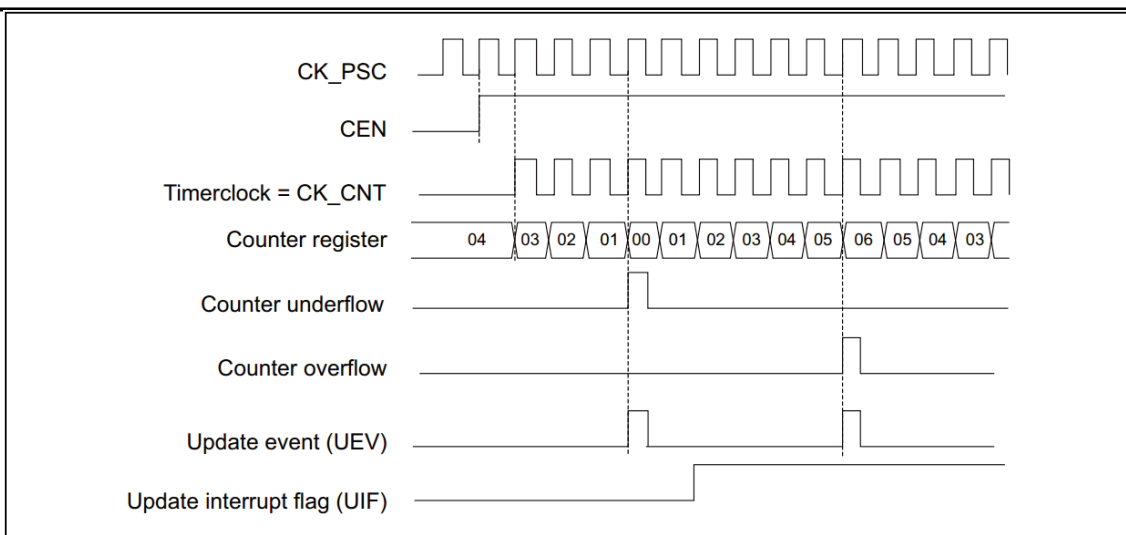 CK_PSC
CEN
Timerclock = CK_CNT
Counter register 04 03 02 01 00 01 02 03 04 05 06 05 04 03
Counter underflow
Counter overflow
Update event (UEV)
Update interrupt flag (UIF)